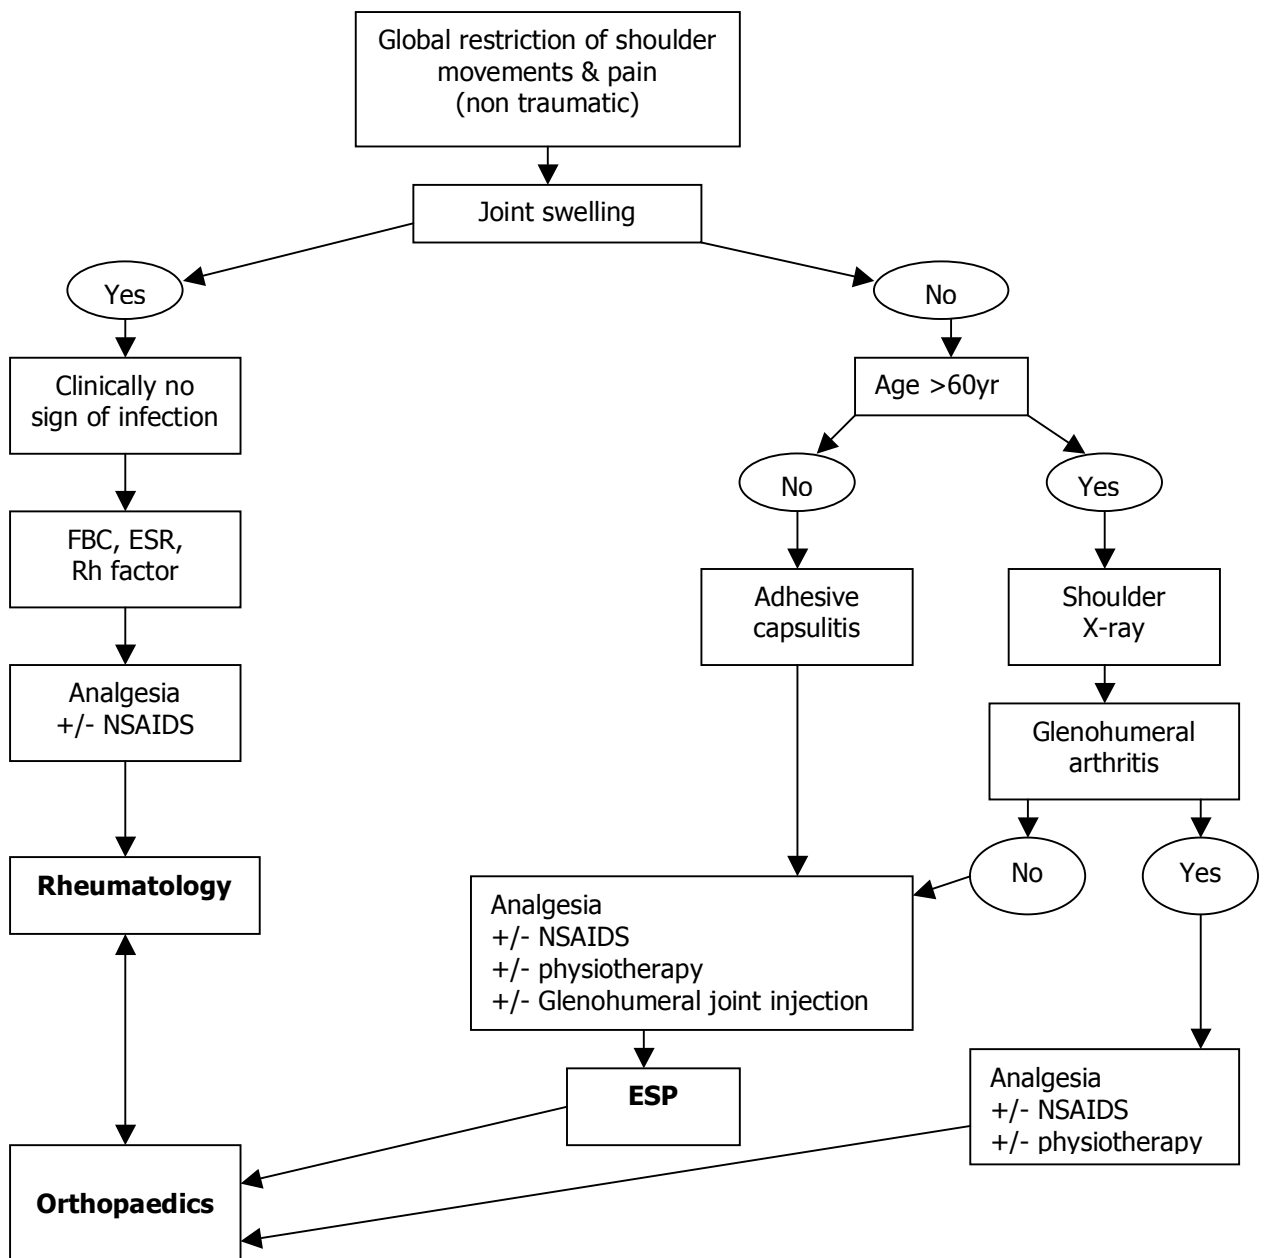 Global restriction of shoulder
movements & pain
(non traumatic)
Joint swelling
Yes
No
Clinically no
sign of infection
Age >60yr
No
Yes
FBC, ESR,
Rh factor
Adhesive
capsulitis
Shoulder
X-ray
Analgesia
+/- NSAIDS
Glenohumeral
arthritis
No
Yes
Rheumatology
Analgesia
+/- NSAIDS
+/- physiotherapy
+/- Glenohumeral joint injection
ESP
Analgesia
+/- NSAIDS
+/- physiotherapy
Orthopaedics